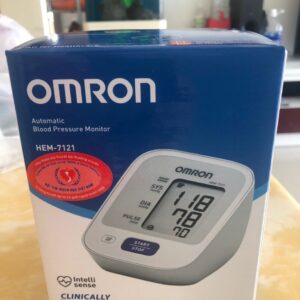 OMRON
Automatic
Blood Pressure Monitor
HEM-7121
OMRON
SYS
118
DIA
78
PULSE
70
START
STOP
Intelli
sense
CLINICALLY